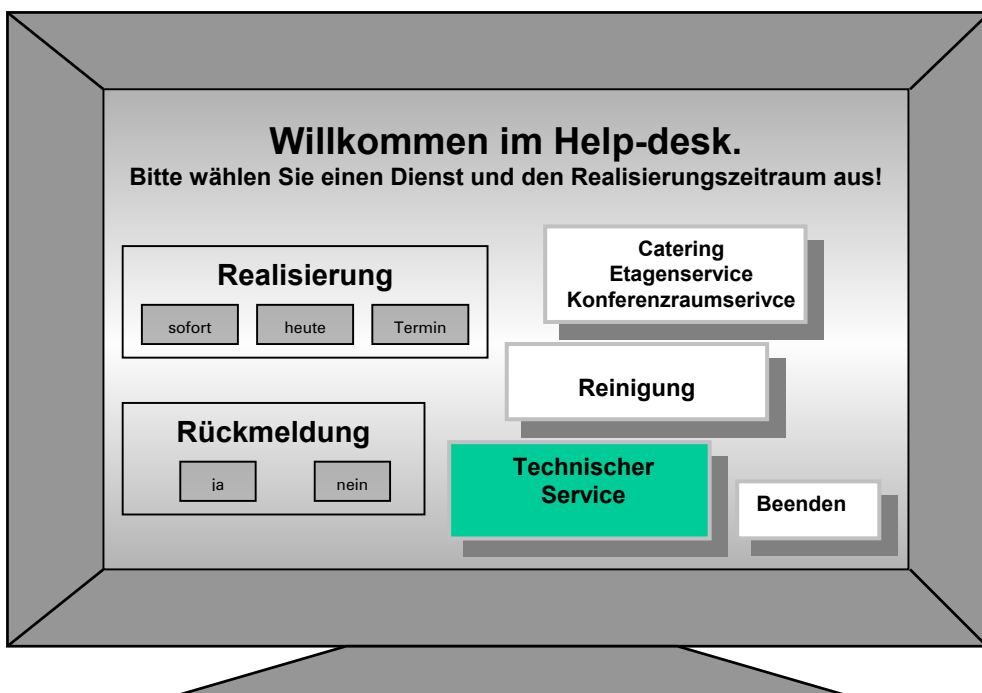 Willkommen im Help-desk.
Bitte wählen Sie einen Dienst und den Realisierungszeitraum aus!
Realisierung
sofort
heute
Termin
Rückmeldung
ja
nein
Catering
Etagenservice
Konferenzraumserivce
Reinigung
Technischer
Service
Beenden